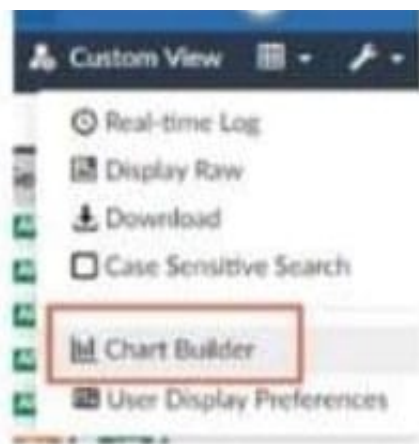 Custom View
Real-time Log
Display Raw
Download
Case Sensitive Search
Chart Builder
User Display Preferences